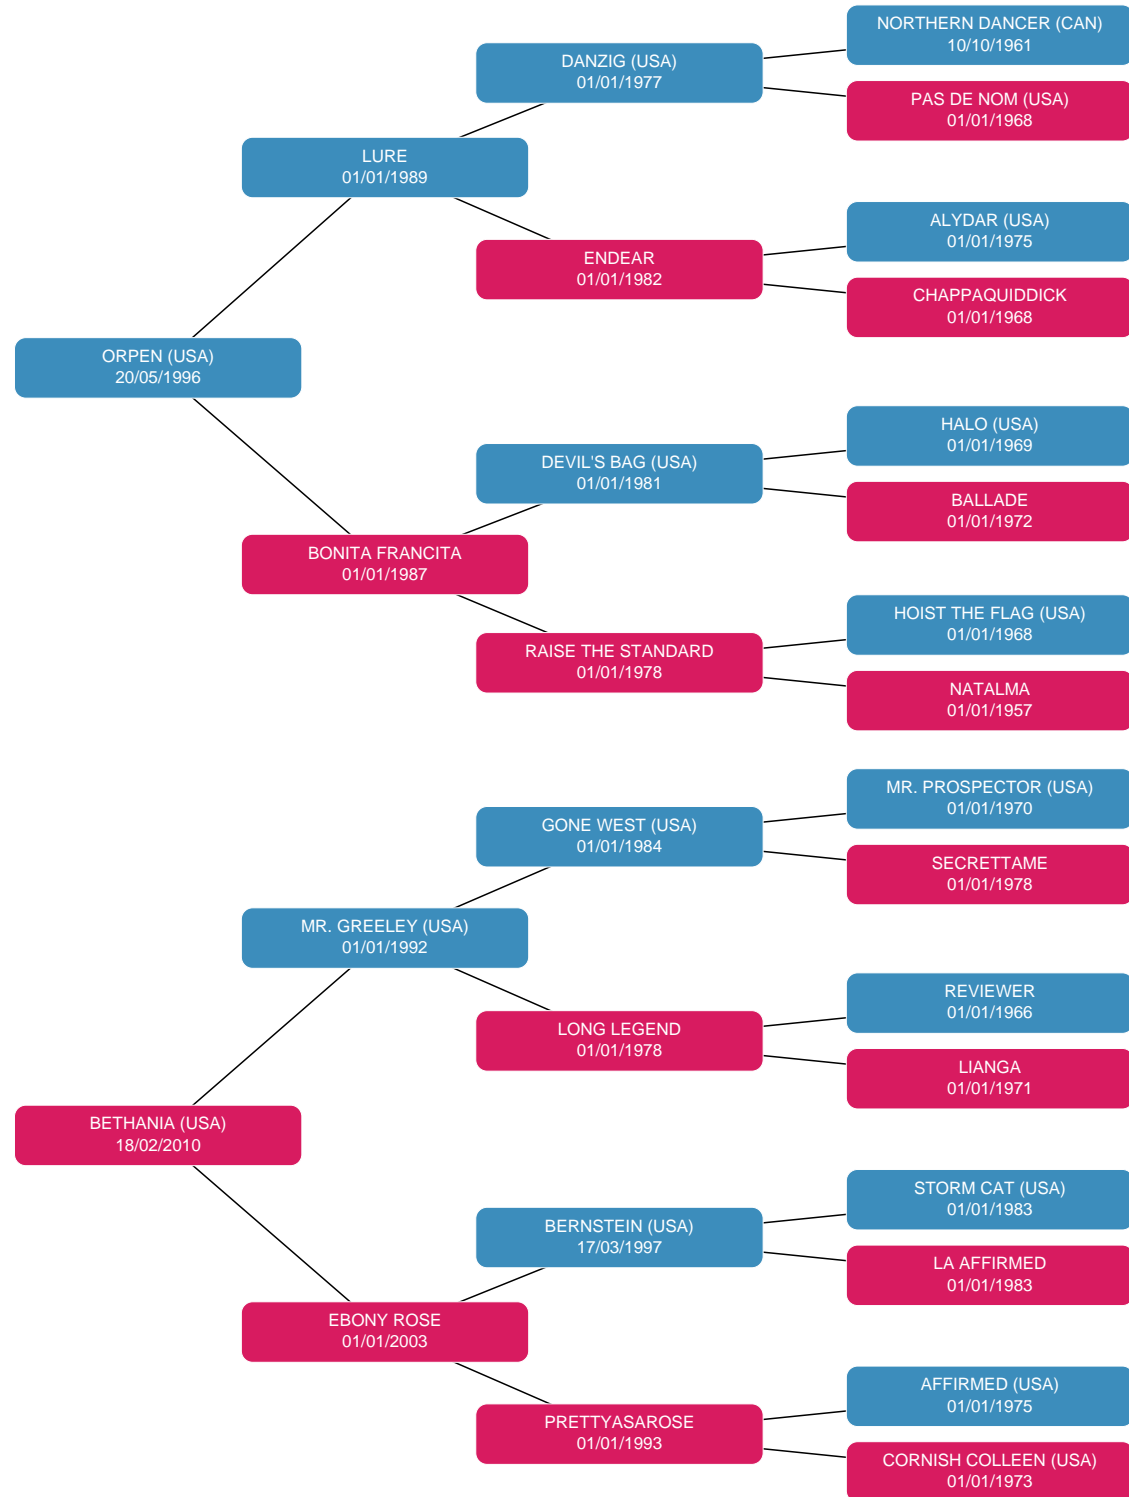 NORTHERN DANCER (CAN)
10/10/1961
DANZIG (USA)
01/01/1977
PAS DE NOM (USA)
01/01/1968
LURE
01/01/1989
ALYDAR (USA)
01/01/1975
ENDEAR
01/01/1982
CHAPPAQUIDDICK
01/01/1968
ORPEN (USA)
20/05/1996
HALO (USA)
01/01/1969
DEVIL'S BAG (USA)
01/01/1981
BALLADE
01/01/1972
BONITA FRANCITA
01/01/1987
HOIST THE FLAG (USA)
01/01/1968
RAISE THE STANDARD
01/01/1978
NATALMA
01/01/1957
MR. PROSPECTOR (USA)
01/01/1970
GONE WEST (USA)
01/01/1984
SECRETTAME
01/01/1978
MR. GREELEY (USA)
01/01/1992
REVIEWER
01/01/1966
LONG LEGEND
01/01/1978
LIANGA
01/01/1971
BETHANIA (USA)
18/02/2010
STORM CAT (USA)
01/01/1983
BERNSTEIN (USA)
17/03/1997
LA AFFIRMED
01/01/1983
EBONY ROSE
01/01/2003
AFFIRMED (USA)
01/01/1975
PRETTYASAROSE
01/01/1993
CORNISH COLLEEN (USA)
01/01/1973